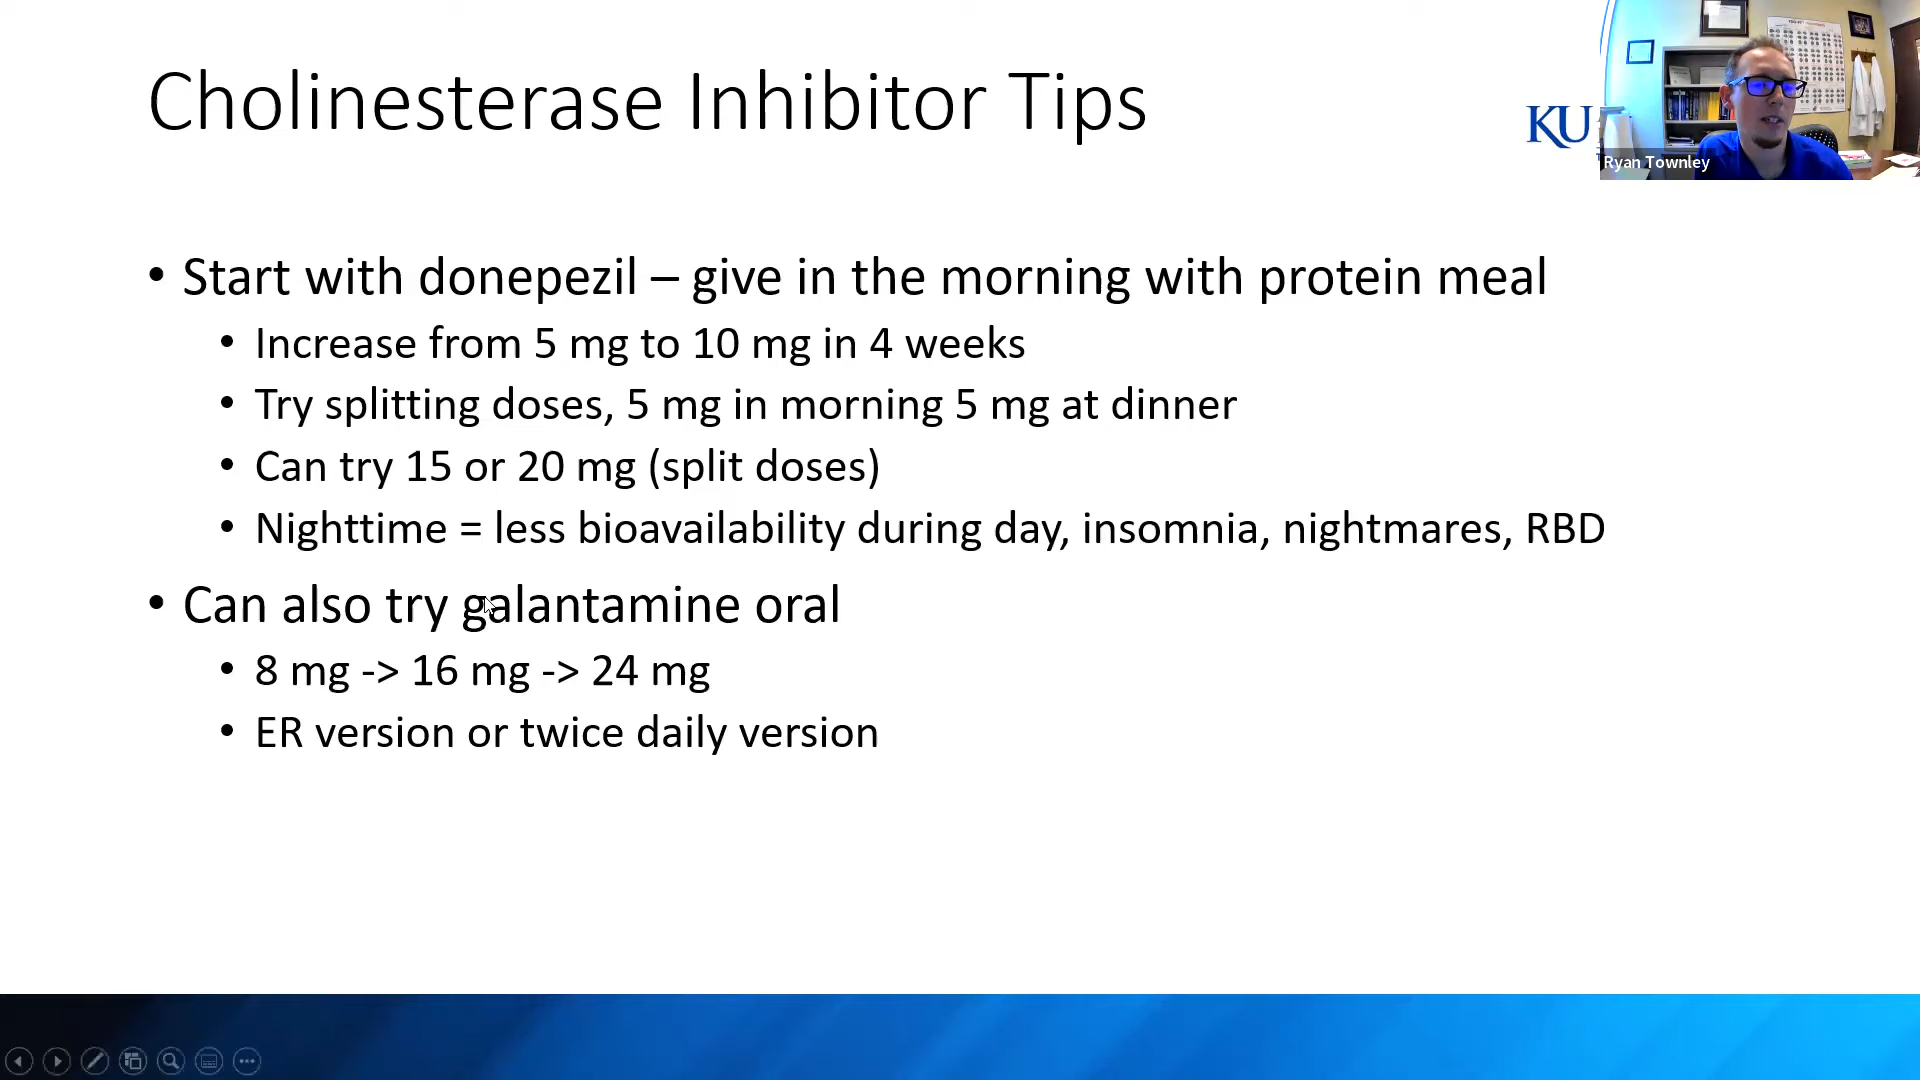 Cholinesterase Inhibitor Tips
KU
Ryan Townley
• Start with donepezil – give in the morning with protein meal
• Increase from 5 mg to 10 mg in 4 weeks
• Try splitting doses, 5 mg in morning 5 mg at dinner
• Can try 15 or 20 mg (split doses)
• Nighttime = less bioavailability during day, insomnia, nightmares, RBD
• Can also try galantamine oral
• 8 mg -> 16 mg -> 24 mg
• ER version or twice daily version